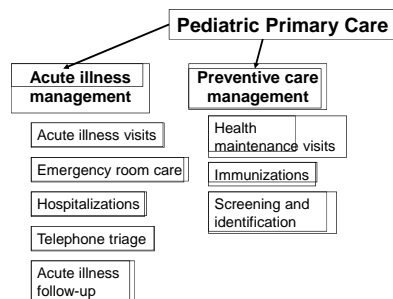 Pediatric Primary Care
Acute illness
management
Acute illness visits
Emergency room care
Hospitalizations
Telephone triage
Acute illness
follow-up
Preventive care
management
Health
maintenance visits
Immunizations
Screening and
identification